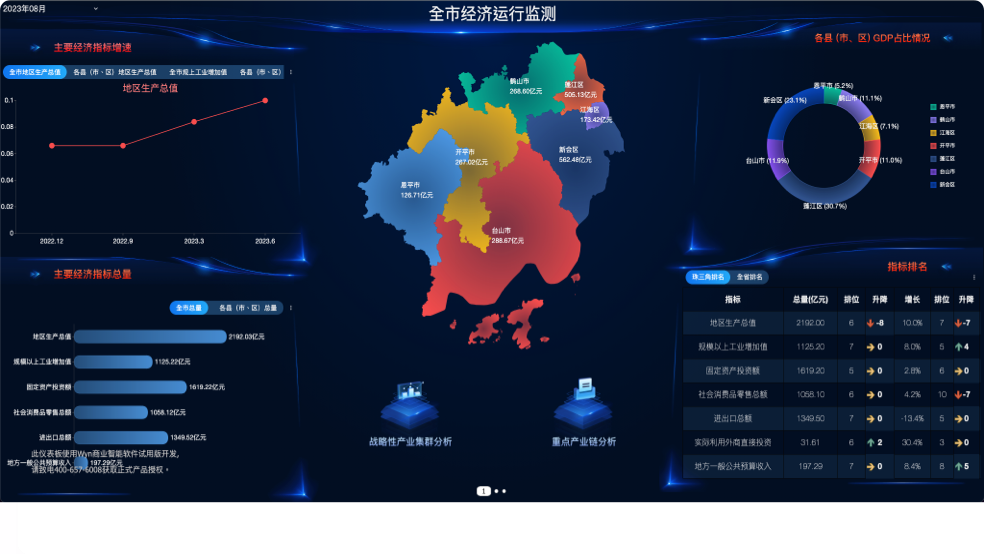 2023年08月
全市经济运行监测
主要经济指标增速
全市地区生产总值 各县（市、区）地区生产总值 全市规上工业增加值 各县（市、区）
地区生产总值
0.1
0.08
0.06
0.04
0.02
0
2022.12 2022.9 2023.3 2023.6
主要经济指标总量
全市总量 各县（市、区）总量
地区生产总值 2192.03亿元
规模以上工业增加值 1125.22亿元
固定资产投资额 1619.22亿元
社会消费品零售总额 1058.12亿元
进出口总额 1349.52亿元
地方一般公共预算收入 197.29亿元
此仪表板使用Wyn商业智能软件试用版开发,
请致电400-657-6008获取正式产品授权。
鹤山市
268.60亿元
蓬江区
505.13亿元
江海区
173.42亿元
新会区
562.48亿元
开平市
267.02亿元
恩平市
126.71亿元
台山市
288.67亿元
战略性产业集群分析
重点产业链分析
1
各县（市、区）GDP占比情况
恩平市 (5.2%)
鹤山市 (11.1%)
江海区 (7.1%)
开平市 (11.0%)
蓬江区 (30.7%)
台山市 (11.9%)
新会区 (23.1%)
恩平市
鹤山市
江海区
开平市
蓬江区
台山市
新会区
指标排名
珠三角排名 全省排名
指标 总量(亿元) 排位 升降 增长 排位 升降
地区生产总值 2192.00 6 -8 10.0% 7 -7
规模以上工业增加值 1125.20 7 0 8.0% 5 4
固定资产投资额 1619.20 5 0 2.8% 6 0
社会消费品零售总额 1058.10 6 0 4.2% 10 -7
进出口总额 1349.50 7 0 -13.4% 5 0
实际利用外商直接投资 31.61 6 2 30.4% 3 0
地方一般公共预算收入 197.29 7 0 8.4% 8 5